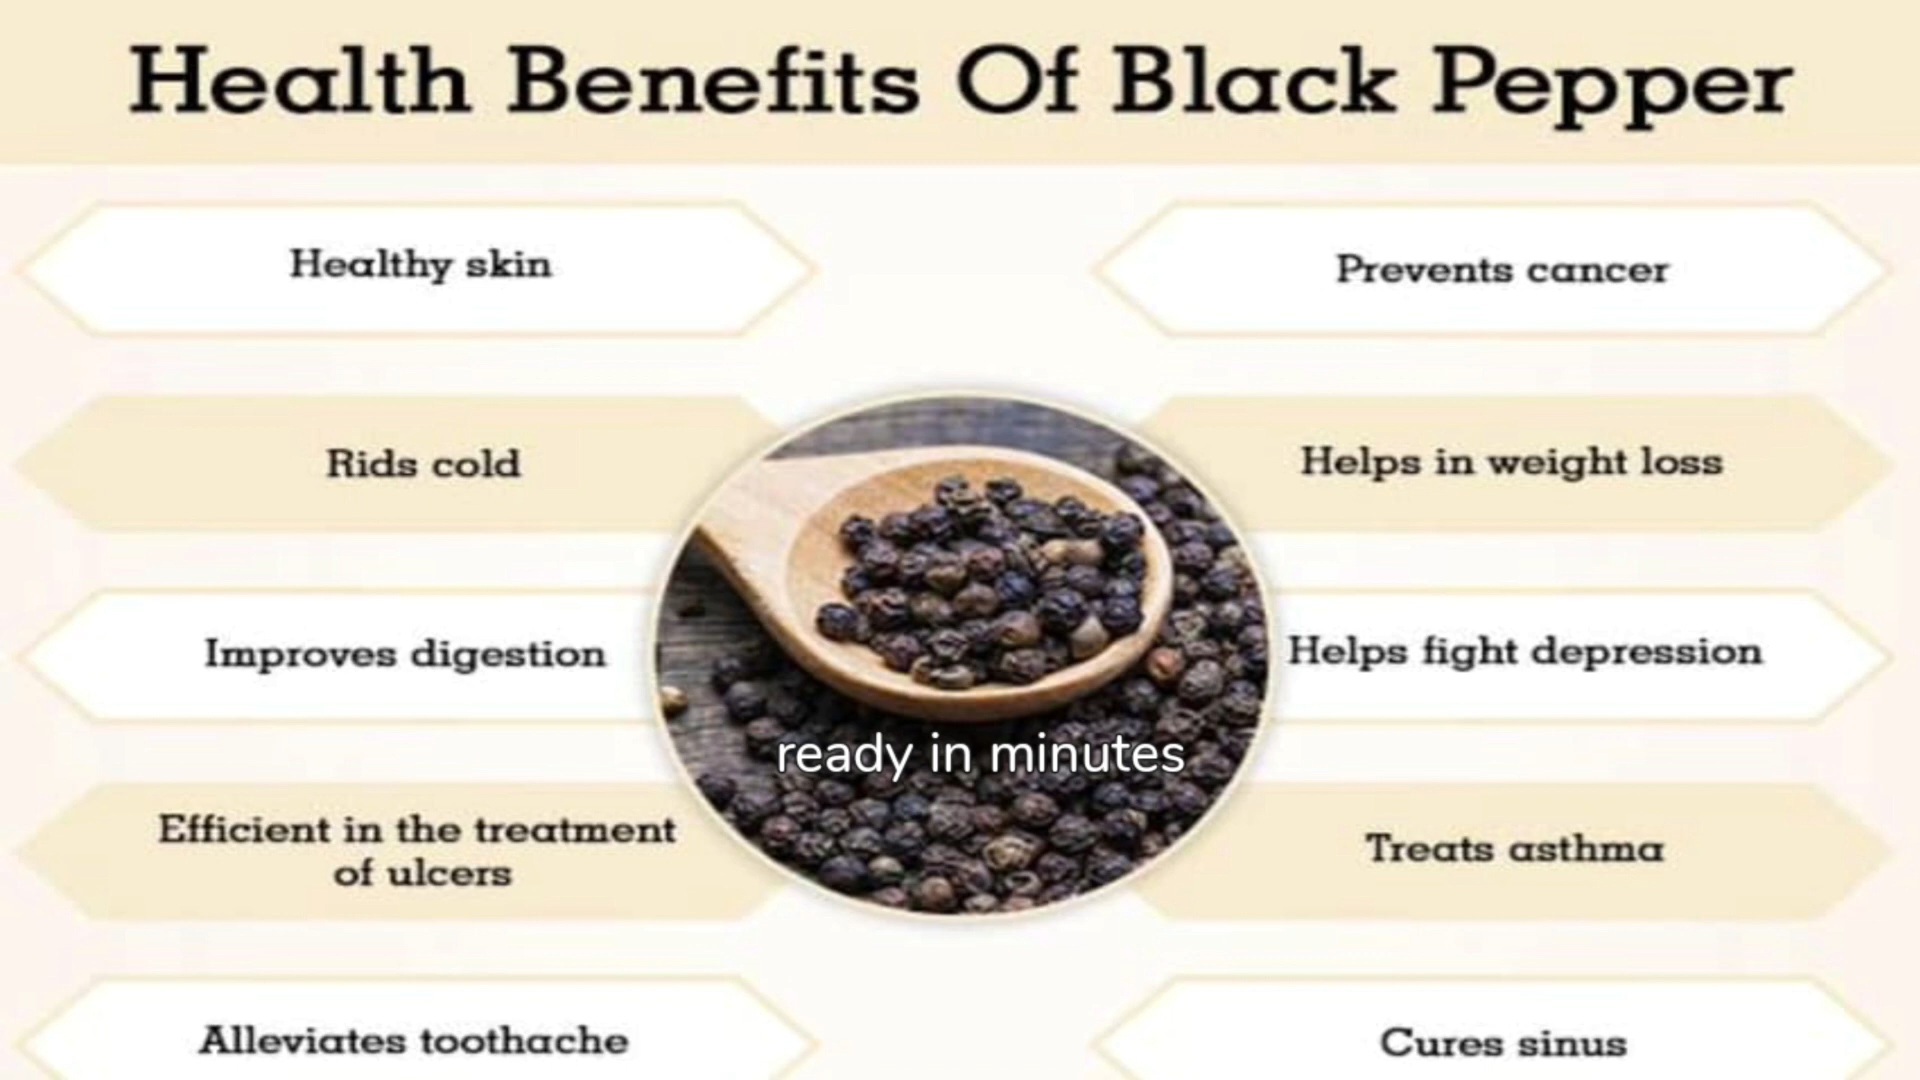 Health Benefits Of Black Pepper
Healthy skin
Prevents cancer
Rids cold
Helps in weight loss
Improves digestion
Helps fight depression
ready in minutes
Efficient in the treatment
of ulcers
Treats asthma
Alleviates toothache
Cures sinus